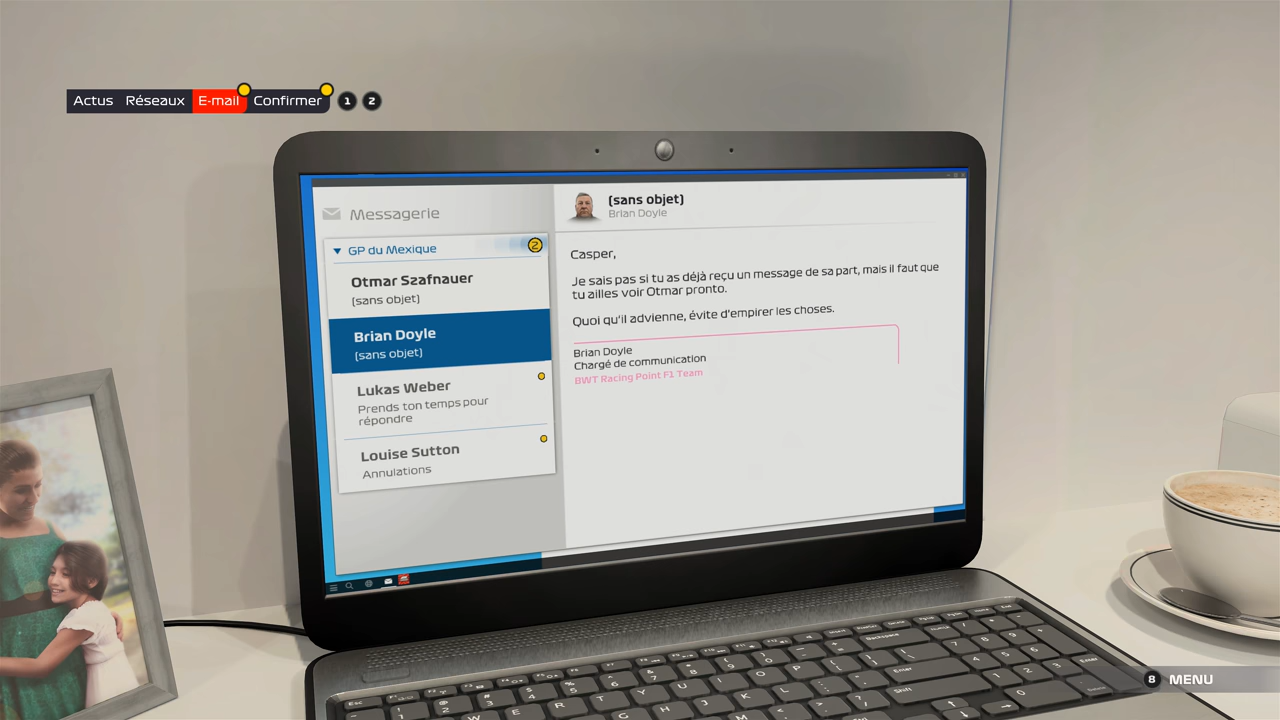 Actus Réseaux E-mail Confirmer 1 2
Messagerie
GP du Mexique 2
Otmar Szafnauer
(sans objet)
Brian Doyle
(sans objet)
Lukas Weber
Prends ton temps pour
répondre
Louise Sutton
Annulations
(sans objet)
Brian Doyle
Casper,
Je sais pas si tu as déjà reçu un message de sa part, mais il faut que
tu ailles voir Otmar pronto.
Quoi qu'il advienne, évite d'empirer les choses.
Brian Doyle
Chargé de communication
BWT Racing Point F1 Team
Backspace
Enter
Shift
B MENU